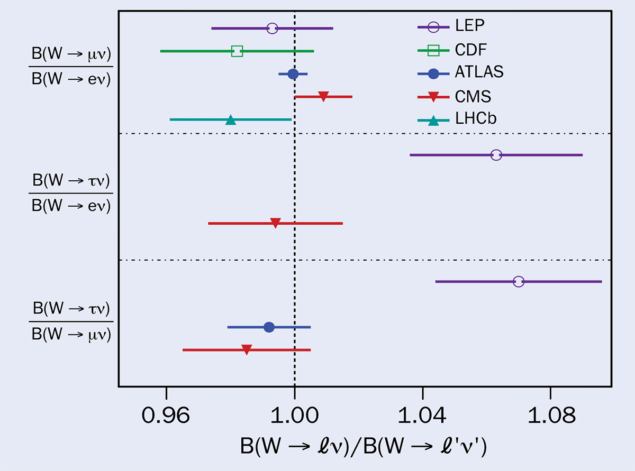 B(W → μν)
B(W → eν)
LEP
CDF
ATLAS
CMS
LHCb
B(W → τν)
B(W → eν)
B(W → τν)
B(W → μν)
0.96 1.00 1.04 1.08
B(W → ℓν)/B(W → ℓ'ν')